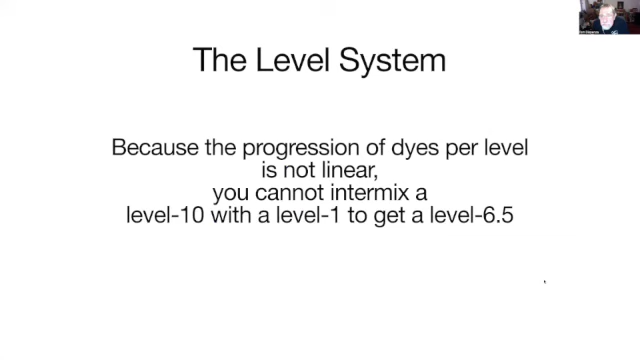 The Level System
Because the progression of dyes per level
is not linear,
you cannot intermix a
level-10 with a level-1 to get a level-6.5